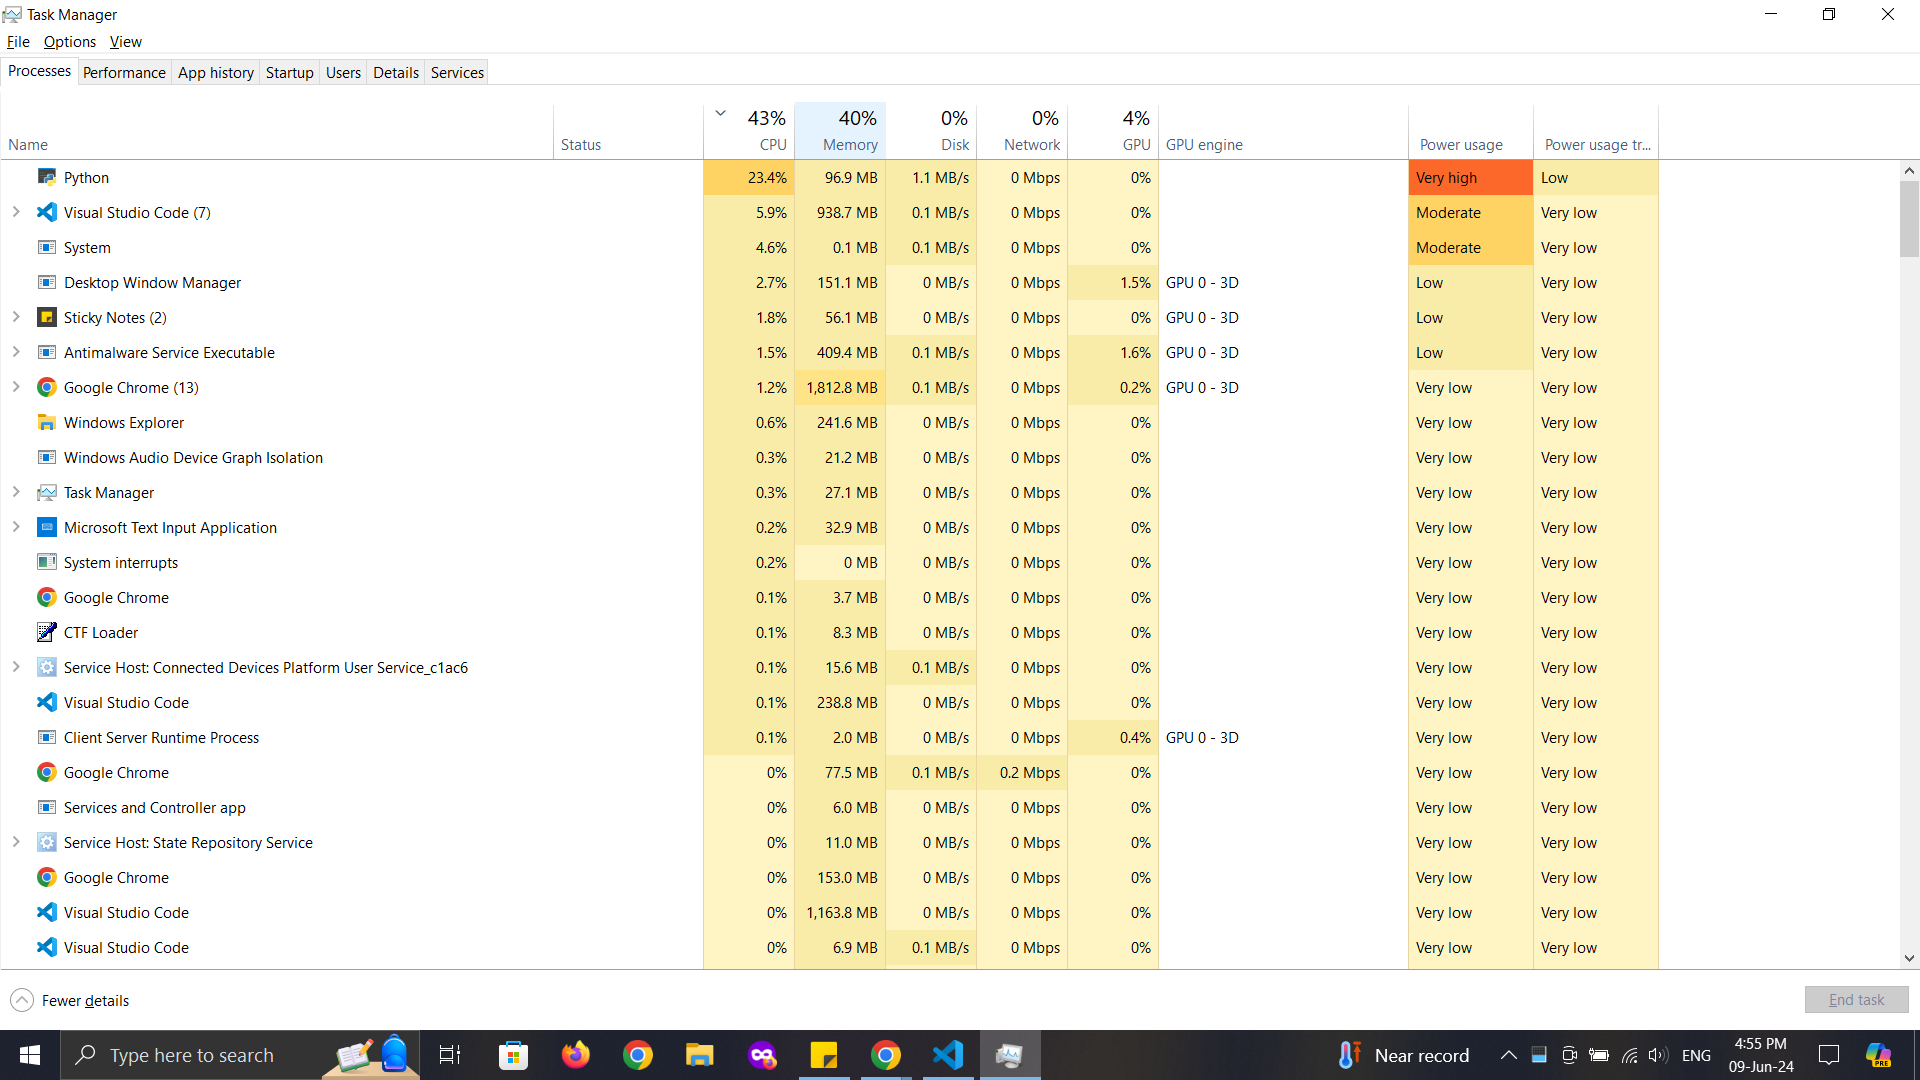 Task Manager
File Options View
Processes Performance App history Startup Users Details Services
43% 40% 0% 0% 4%
Name Status CPU Memory Disk Network GPU GPU engine Power usage Power usage tr...
Python 23.4% 96.9 MB 1.1 MB/s 0 Mbps 0% Very high Low
Visual Studio Code (7) 5.9% 938.7 MB 0.1 MB/s 0 Mbps 0% Moderate Very low
System 4.6% 0.1 MB 0.1 MB/s 0 Mbps 0% Moderate Very low
Desktop Window Manager 2.7% 151.1 MB 0 MB/s 0 Mbps 1.5% GPU 0 - 3D Low Very low
Sticky Notes (2) 1.8% 56.1 MB 0 MB/s 0 Mbps 0% GPU 0 - 3D Low Very low
Antimalware Service Executable 1.5% 409.4 MB 0.1 MB/s 0 Mbps 1.6% GPU 0 - 3D Low Very low
Google Chrome (13) 1.2% 1,812.8 MB 0.1 MB/s 0 Mbps 0.2% GPU 0 - 3D Very low Very low
Windows Explorer 0.6% 241.6 MB 0 MB/s 0 Mbps 0% Very low Very low
Windows Audio Device Graph Isolation 0.3% 21.2 MB 0 MB/s 0 Mbps 0% Very low Very low
Task Manager 0.3% 27.1 MB 0 MB/s 0 Mbps 0% Very low Very low
Microsoft Text Input Application 0.2% 32.9 MB 0 MB/s 0 Mbps 0% Very low Very low
System interrupts 0.2% 0 MB 0 MB/s 0 Mbps 0% Very low Very low
Google Chrome 0.1% 3.7 MB 0 MB/s 0 Mbps 0% Very low Very low
CTF Loader 0.1% 8.3 MB 0 MB/s 0 Mbps 0% Very low Very low
Service Host: Connected Devices Platform User Service_c1ac6 0.1% 15.6 MB 0.1 MB/s 0 Mbps 0% Very low Very low
Visual Studio Code 0.1% 238.8 MB 0 MB/s 0 Mbps 0% Very low Very low
Client Server Runtime Process 0.1% 2.0 MB 0 MB/s 0 Mbps 0.4% GPU 0 - 3D Very low Very low
Google Chrome 0% 77.5 MB 0.1 MB/s 0.2 Mbps 0% Very low Very low
Services and Controller app 0% 6.0 MB 0 MB/s 0 Mbps 0% Very low Very low
Service Host: State Repository Service 0% 11.0 MB 0 MB/s 0 Mbps 0% Very low Very low
Google Chrome 0% 153.0 MB 0 MB/s 0 Mbps 0% Very low Very low
Visual Studio Code 0% 1,163.8 MB 0 MB/s 0 Mbps 0% Very low Very low
Visual Studio Code 0% 6.9 MB 0.1 MB/s 0 Mbps 0% Very low Very low
Fewer details End task
Type here to search Near record ENG 4:55 PM
09-Jun-24
PRE